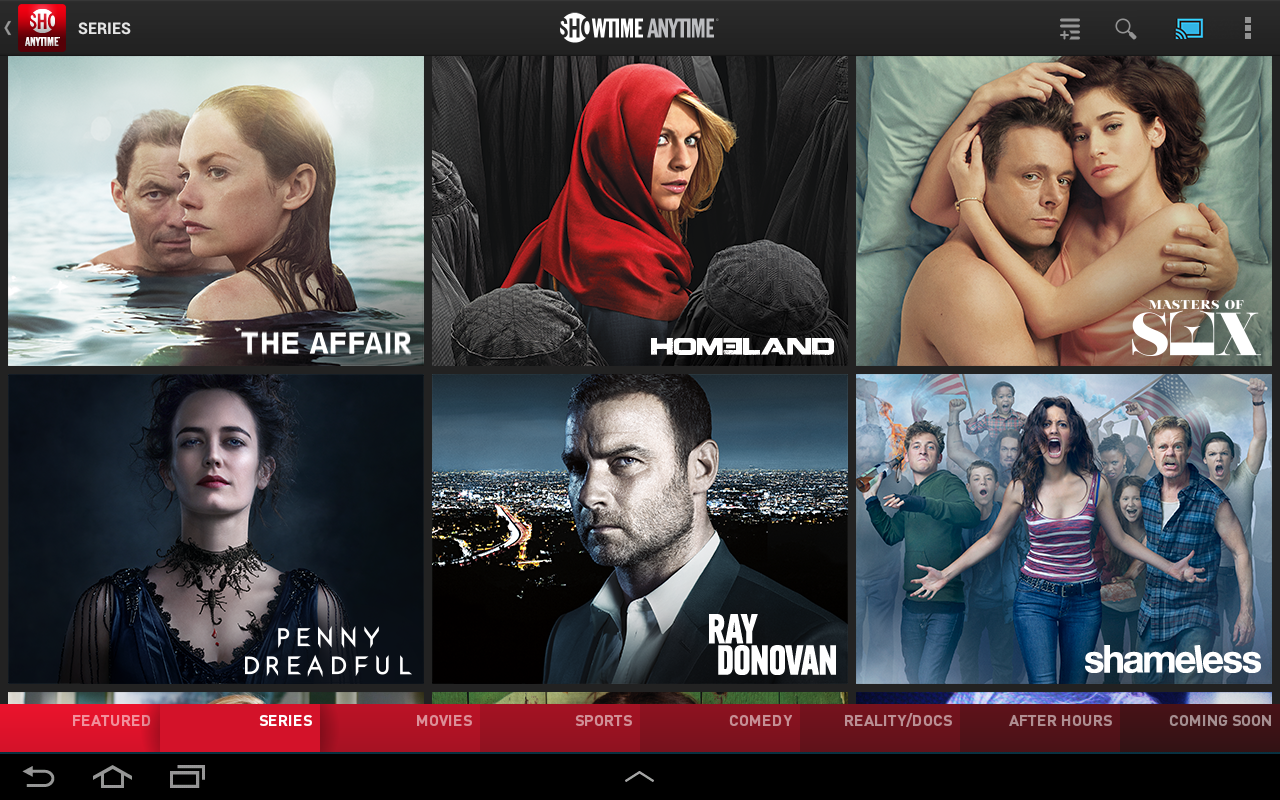 SHO
ANYTIME
SERIES
SHOWTIME ANYTIME
THE AFFAIR
HOMELAND
MASTERS OF
SEX
PENNY
DREADFUL
RAY
DONOVAN
shameless
FEATURED
SERIES
MOVIES
SPORTS
COMEDY
REALITY/DOCS
AFTER HOURS
COMING SOON